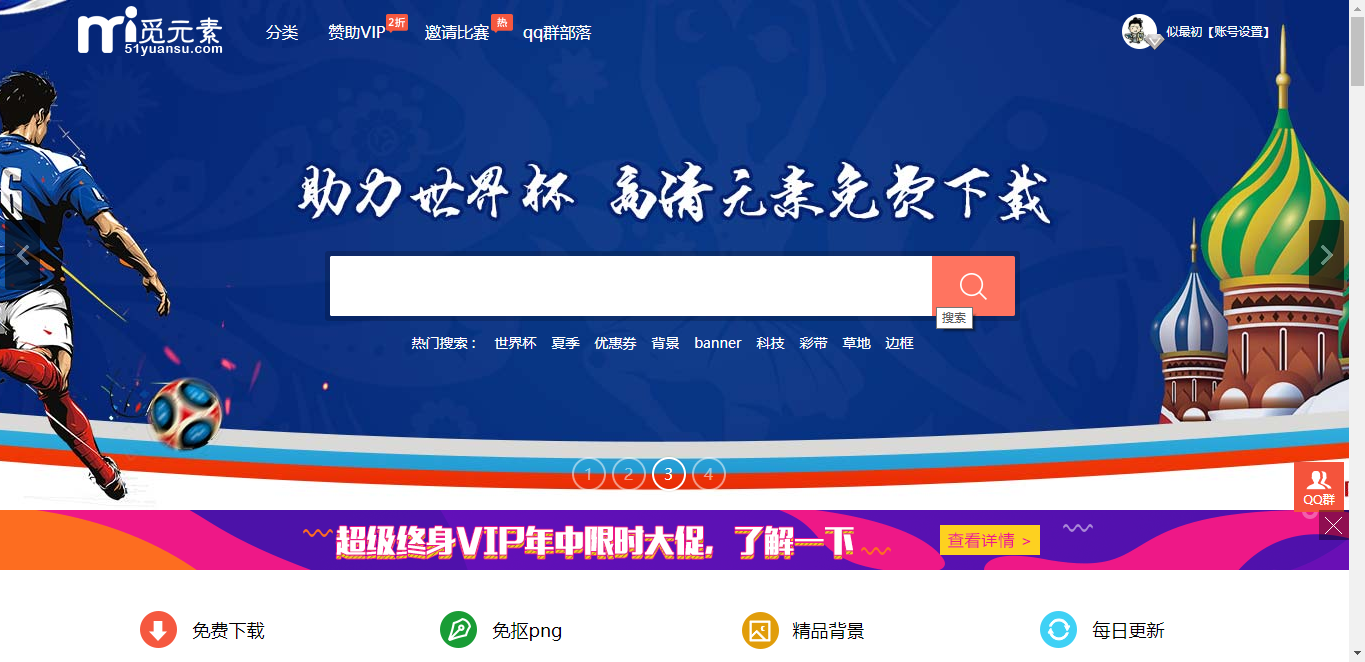 mi觅元素
51yuansu.com
分类 赞助VIP 2折 邀请比赛 热 qq群部落
似最初【账号设置】
6
助力世界杯 高清元素免费下载
搜索
热门搜索： 世界杯 夏季 优惠券 背景 banner 科技 彩带 草地 边框
1 2 3 4
QQ群
超级终身VIP年中限时大促，了解一下
查看详情 >
免费下载 免抠png 精品背景 每日更新